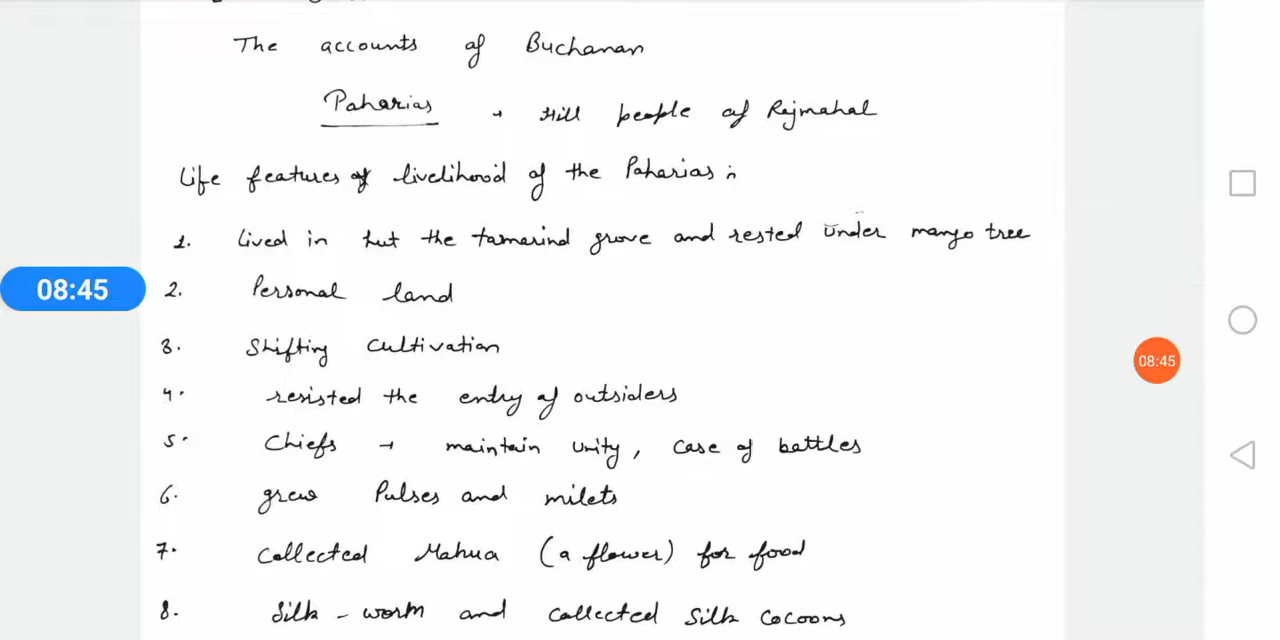 The accounts of Buchanan
Paharias → Hill people of Rajmahal
Life features of livelihood of the Paharias :-
1. Lived in hut the tamarind grove and rested under mango tree
08:45
2. Personal land
3. Shifting cultivation
08:45
4. resisted the entry of outsiders
5. Chiefs → maintain unity, case of battles
6. grew Pulses and milets
7. Collected Mahua (a flower) for food
8. Silk - worm and collected silk cocoons